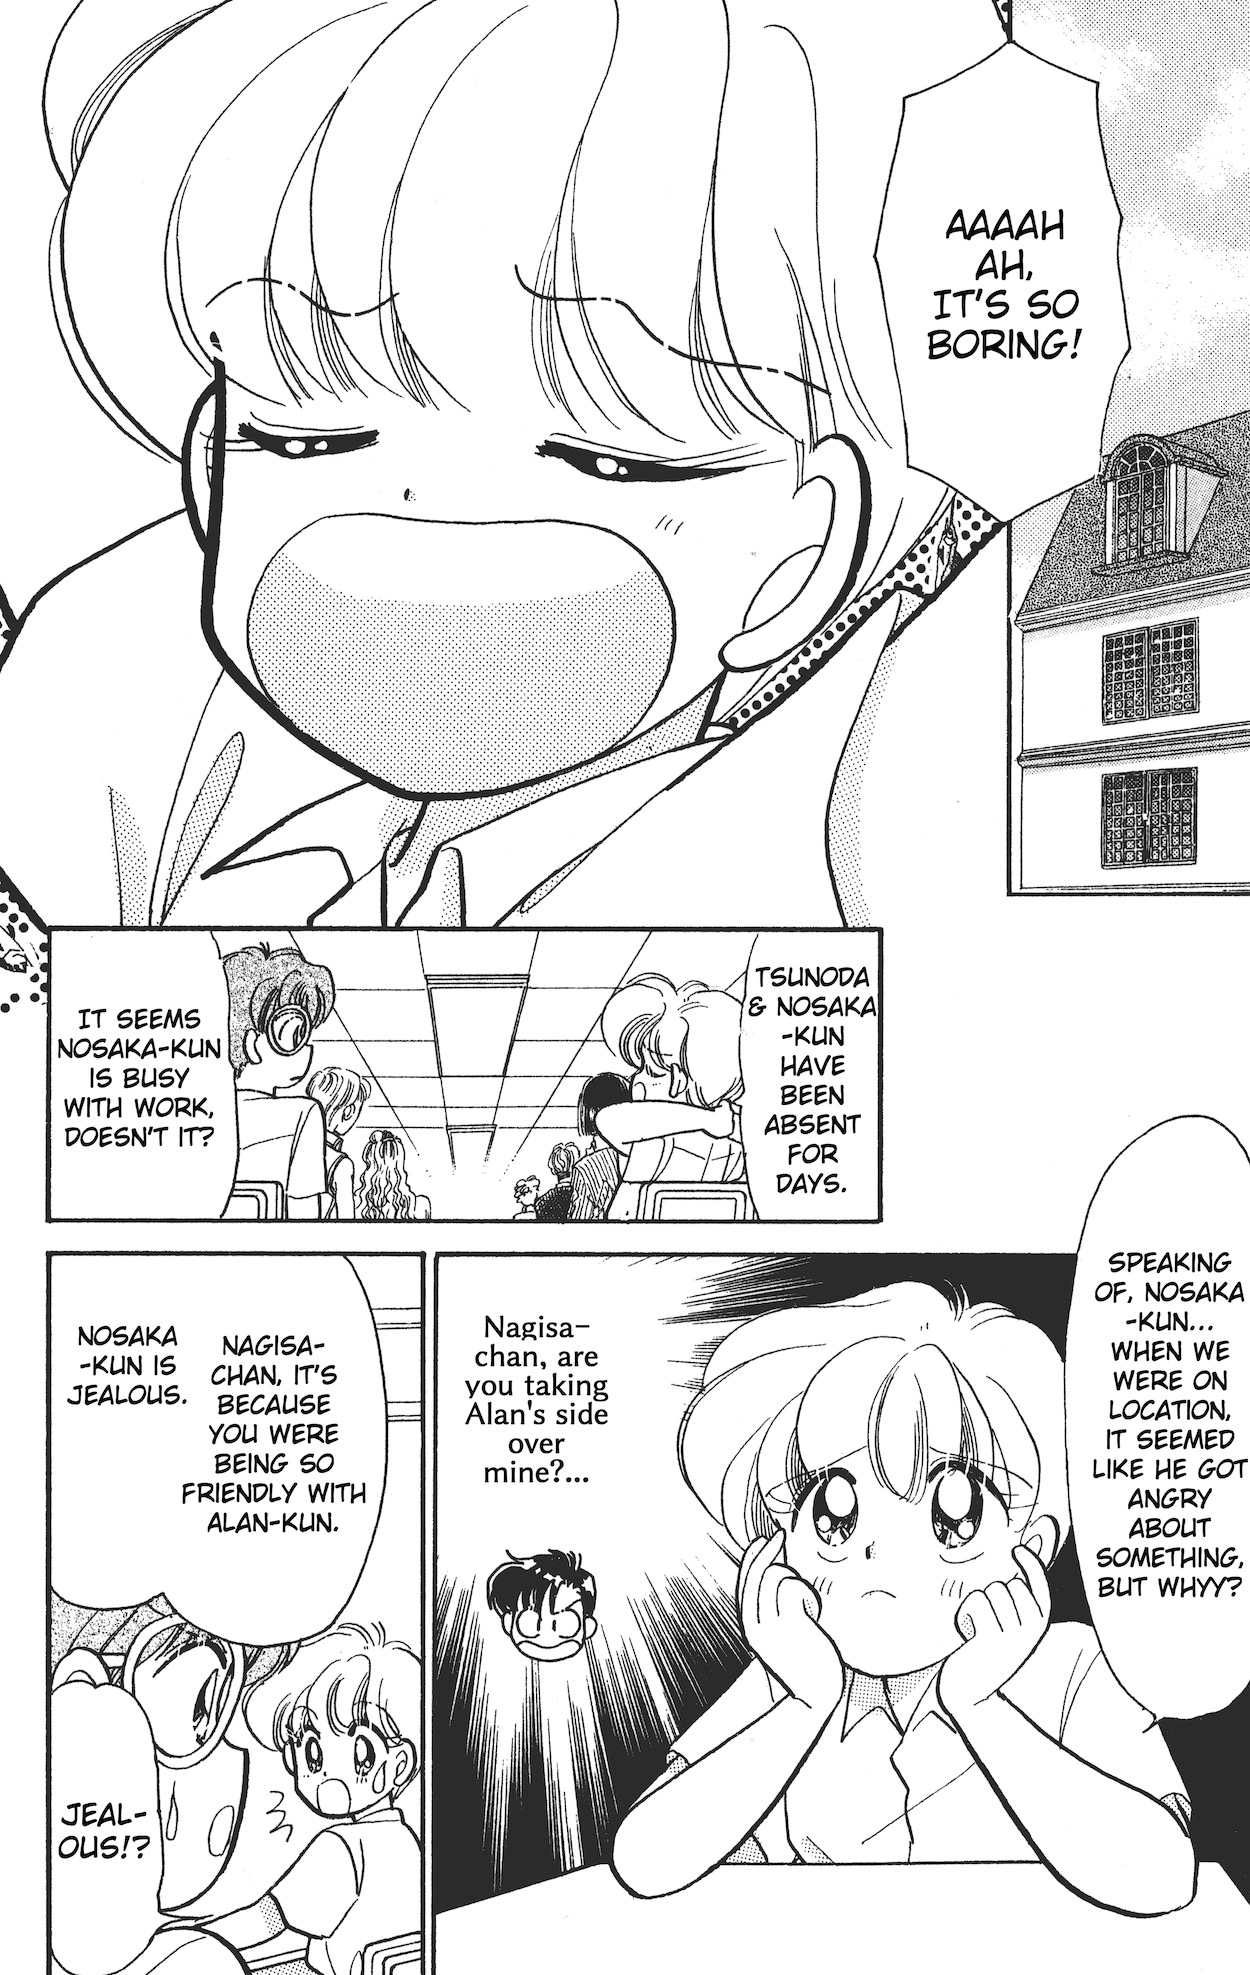 AAAAH
AH,
IT'S SO
BORING!
TSUNODA
& NOSAKA
-KUN
HAVE
BEEN
ABSENT
FOR
DAYS.
IT SEEMS
NOSAKA-KUN
IS BUSY
WITH WORK,
DOESN'T IT?
SPEAKING
OF, NOSAKA
-KUN...
WHEN WE
WERE ON
LOCATION,
IT SEEMED
LIKE HE GOT
ANGRY
ABOUT
SOMETHING,
BUT WHYY?
Nagisa-
chan, are
you taking
Alan's side
over
mine?...
NAGISA-
CHAN, IT'S
BECAUSE
YOU WERE
BEING SO
FRIENDLY WITH
ALAN-KUN.
NOSAKA
-KUN IS
JEALOUS.
JEAL-
OUS!?